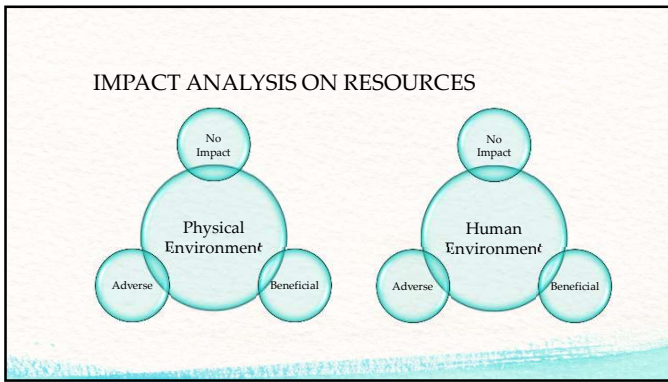 IMPACT ANALYSIS ON RESOURCES
No
Impact
Physical
Environment
Adverse
Beneficial
No
Impact
Human
Environment
Adverse
Beneficial